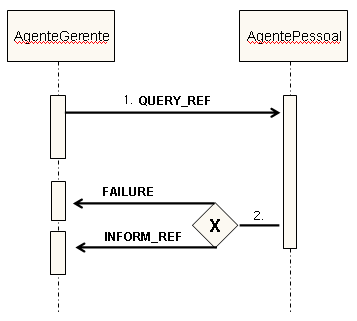 AgenteGerente
AgentePessoal
1. QUERY_REF
FAILURE
X
2.
INFORM_REF